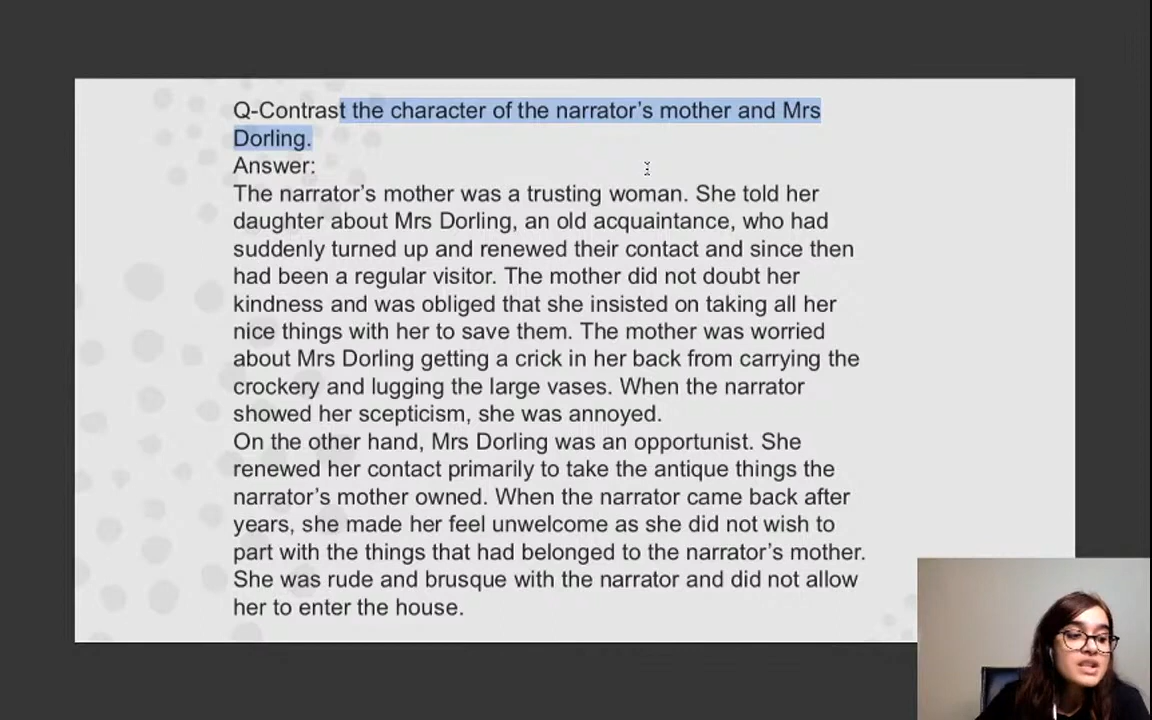 Q-Contrast the character of the narrator's mother and Mrs
Dorling.
Answer:
The narrator's mother was a trusting woman. She told her
daughter about Mrs Dorling, an old acquaintance, who had
suddenly turned up and renewed their contact and since then
had been a regular visitor. The mother did not doubt her
kindness and was obliged that she insisted on taking all her
nice things with her to save them. The mother was worried
about Mrs Dorling getting a crick in her back from carrying the
crockery and lugging the large vases. When the narrator
showed her scepticism, she was annoyed.
On the other hand, Mrs Dorling was an opportunist. She
renewed her contact primarily to take the antique things the
narrator's mother owned. When the narrator came back after
years, she made her feel unwelcome as she did not wish to
part with the things that had belonged to the narrator's mother.
She was rude and brusque with the narrator and did not allow
her to enter the house.